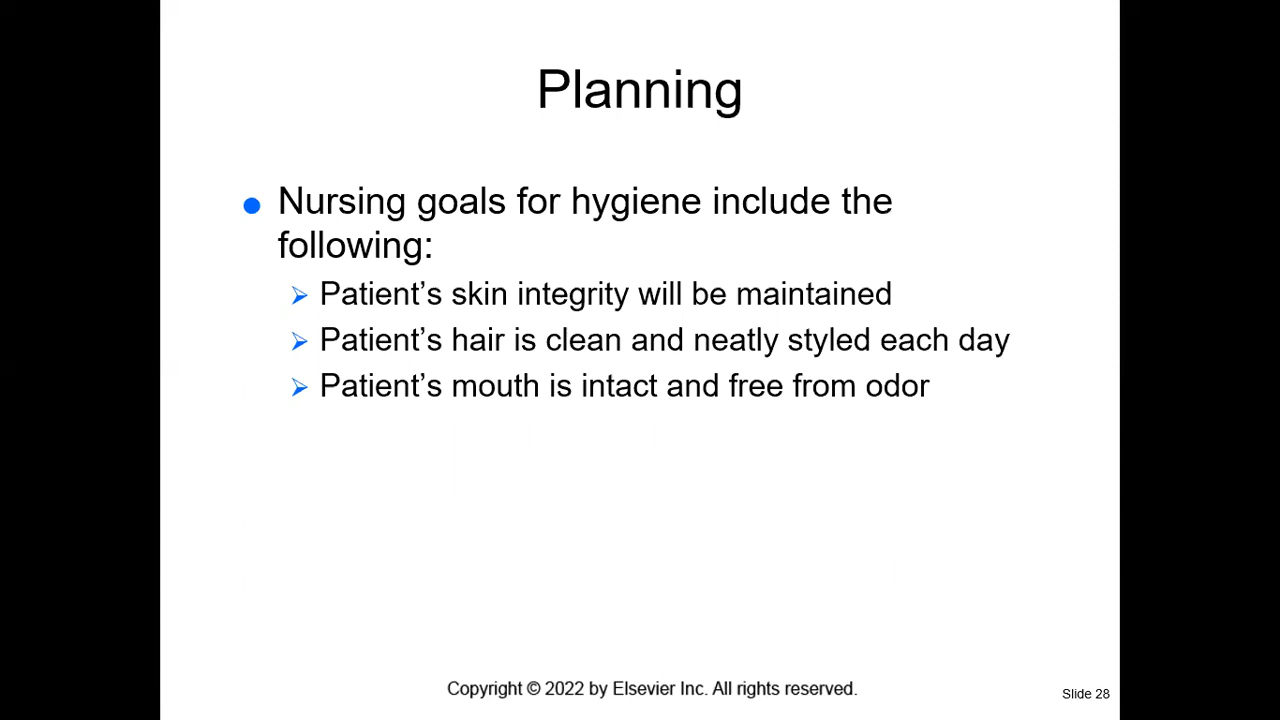 Planning
● Nursing goals for hygiene include the
following:
➢ Patient’s skin integrity will be maintained
➢ Patient’s hair is clean and neatly styled each day
➢ Patient’s mouth is intact and free from odor
Copyright © 2022 by Elsevier Inc. All rights reserved.
Slide 28